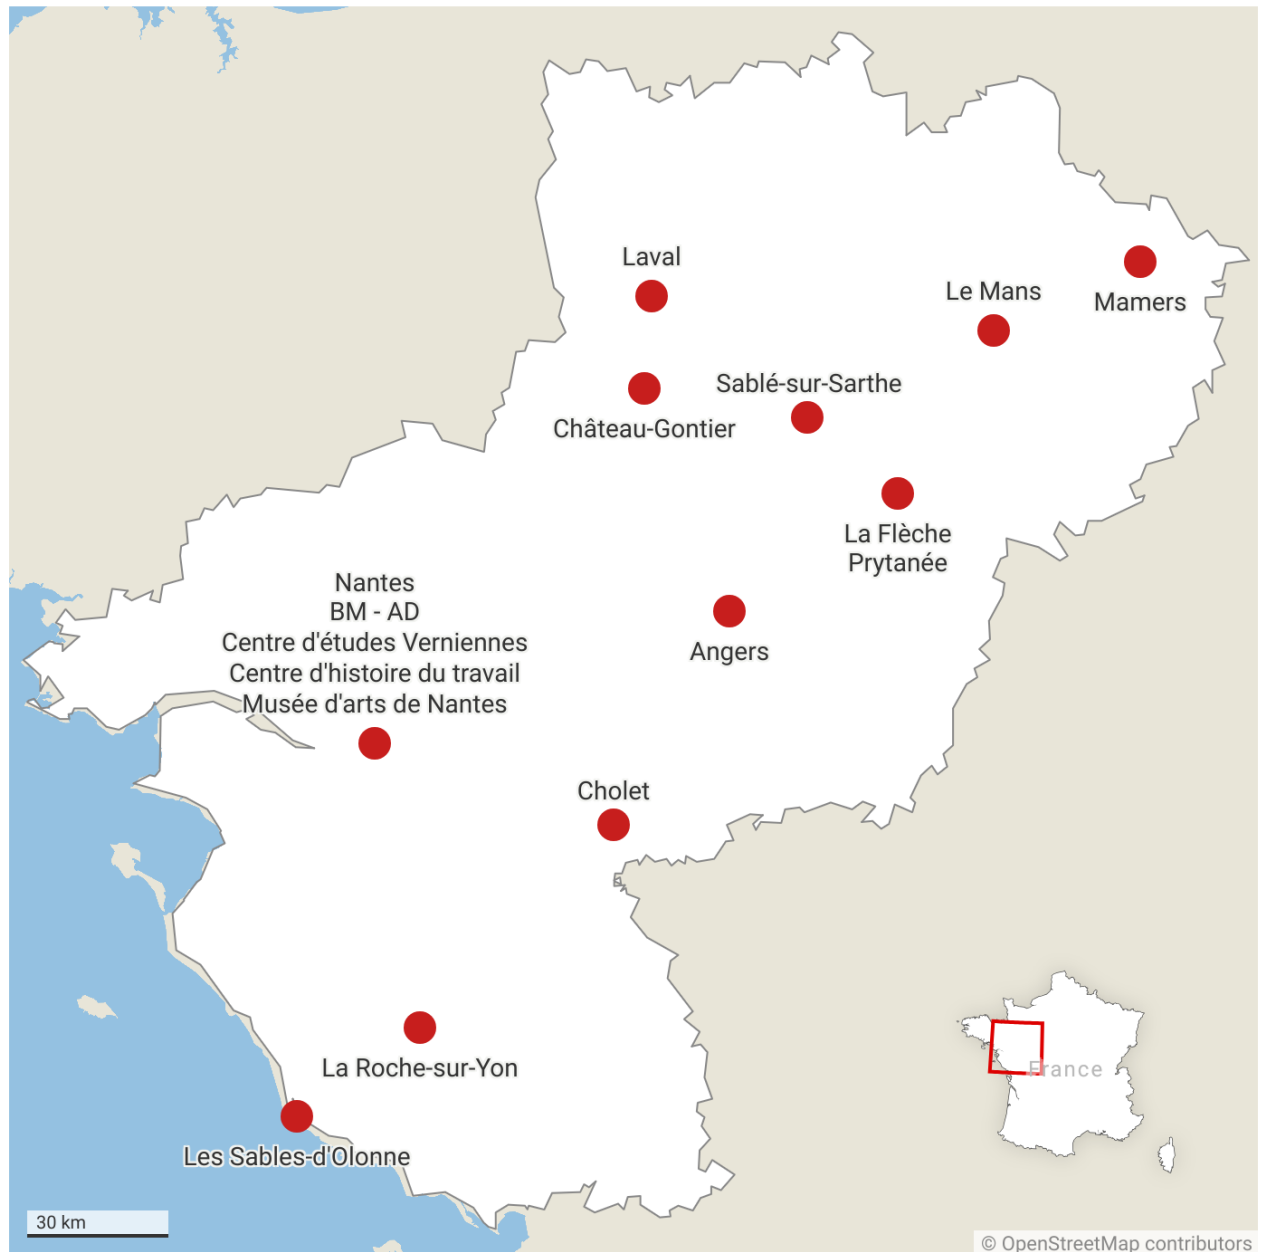 Laval
Le Mans
Mamers
Sablé-sur-Sarthe
Château-Gontier
La Flèche
Prytanée
Nantes
BM - AD
Centre d'études Verniennes
Centre d'histoire du travail
Musée d'arts de Nantes
Angers
Cholet
La Roche-sur-Yon
Les Sables-d'Olonne
France
30 km
© OpenStreetMap contributors